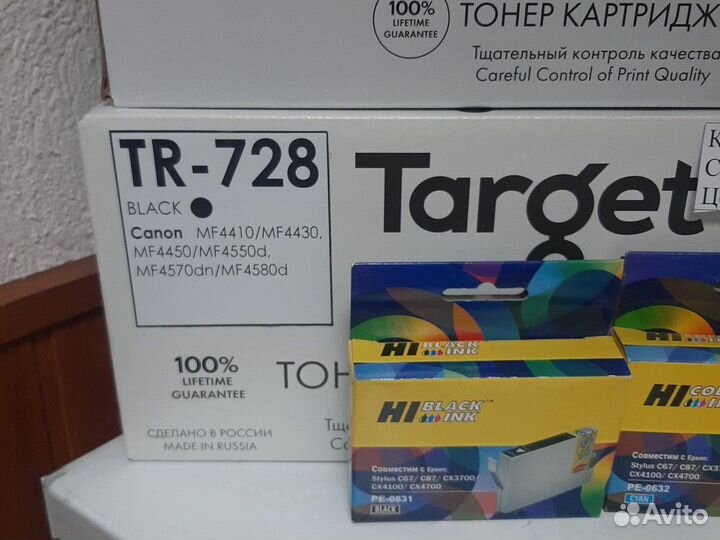 100%
LIFETIME
GUARANTEE
ТОНЕР КАРТРИДЖ
Тщательный контроль качества
Careful Control of Print Quality
TR-728
BLACK
Canon MF4410/MF4430,
MF4450/MF4550d,
MF4570dn/MF4580d
Target
100%
LIFETIME
GUARANTEE
СДЕЛАНО В РОССИИ
MADE IN RUSSIA
HI BLACK INK
HI BLACK INK™
Совместим с Epson:
Stylus C67/ C87/ CX3700
CX4100/ CX4700
PE-0631
BLACK
HI
HI
INK
Совместим с Epson:
Stylus C67/ C87/
CX4100/ CX4700
PE-0632
CYAN
Avito